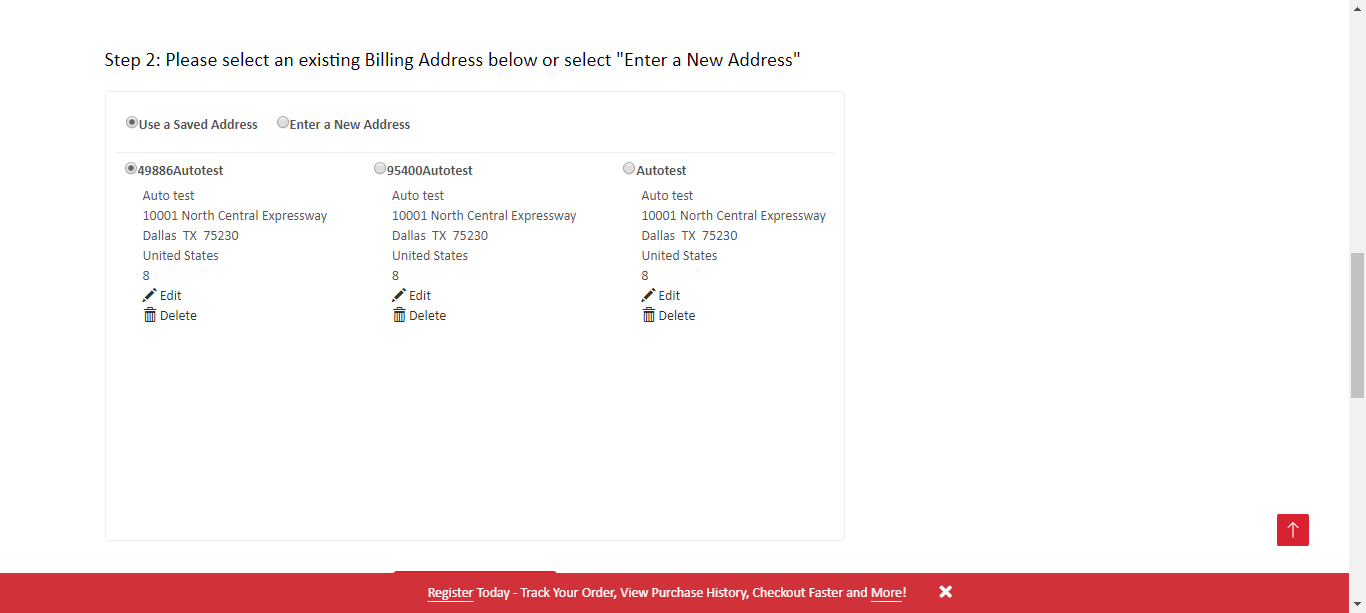 Step 2: Please select an existing Billing Address below or select "Enter a New Address"
Use a Saved Address Enter a New Address
49886Autotest 95400Autotest Autotest
Auto test Auto test Auto test
10001 North Central Expressway 10001 North Central Expressway 10001 North Central Expressway
Dallas TX 75230 Dallas TX 75230 Dallas TX 75230
United States United States United States
8 8 8
Edit Edit Edit
Delete Delete Delete
Register Today - Track Your Order, View Purchase History, Checkout Faster and More!